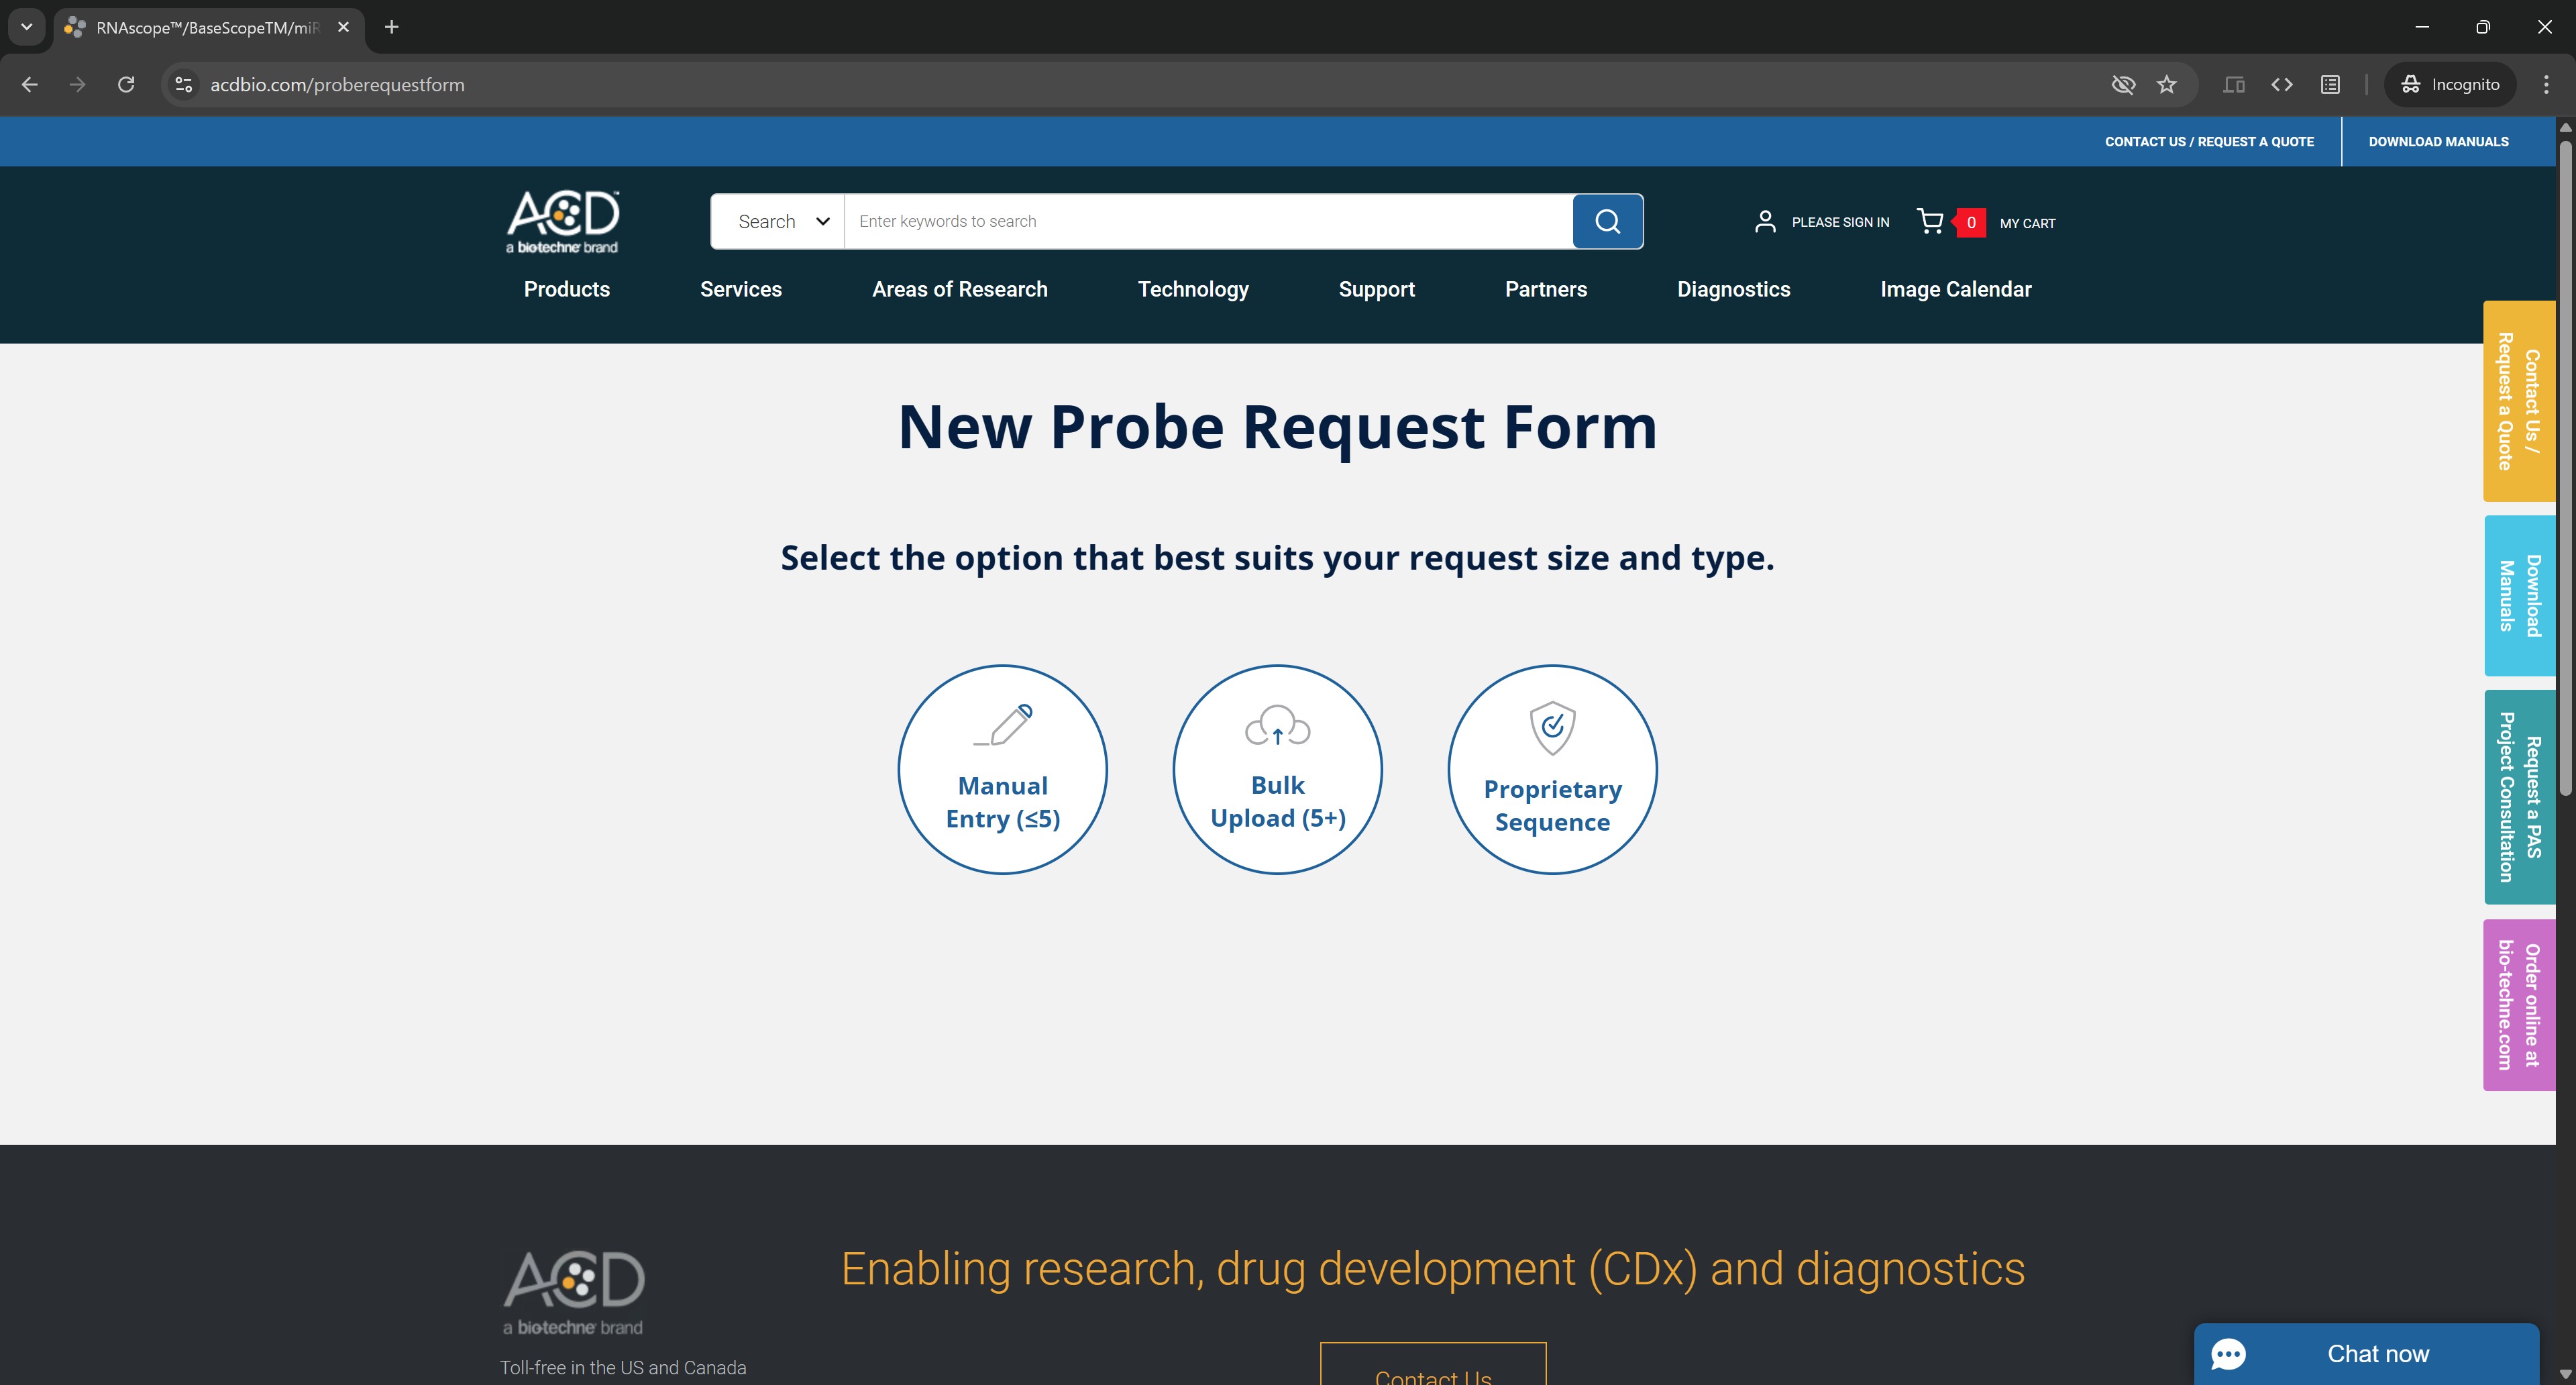 RNAscope™/BaseScopeTM/miR
acdbio.com/proberequestform
Incognito
CONTACT US / REQUEST A QUOTE
DOWNLOAD MANUALS
ACD™
a biotechne brand
Search
Enter keywords to search
PLEASE SIGN IN
0
MY CART
Products
Services
Areas of Research
Technology
Support
Partners
Diagnostics
Image Calendar
New Probe Request Form
Select the option that best suits your request size and type.
Manual
Entry (≤5)
Bulk
Upload (5+)
Proprietary
Sequence
Contact Us /
Request a Quote
Download
Manuals
Request a PAS
Project Consultation
Order online at
bio-techne.com
ACD
a biotechne brand
Toll-free in the US and Canada
Enabling research, drug development (CDx) and diagnostics
Contact Us
Chat now